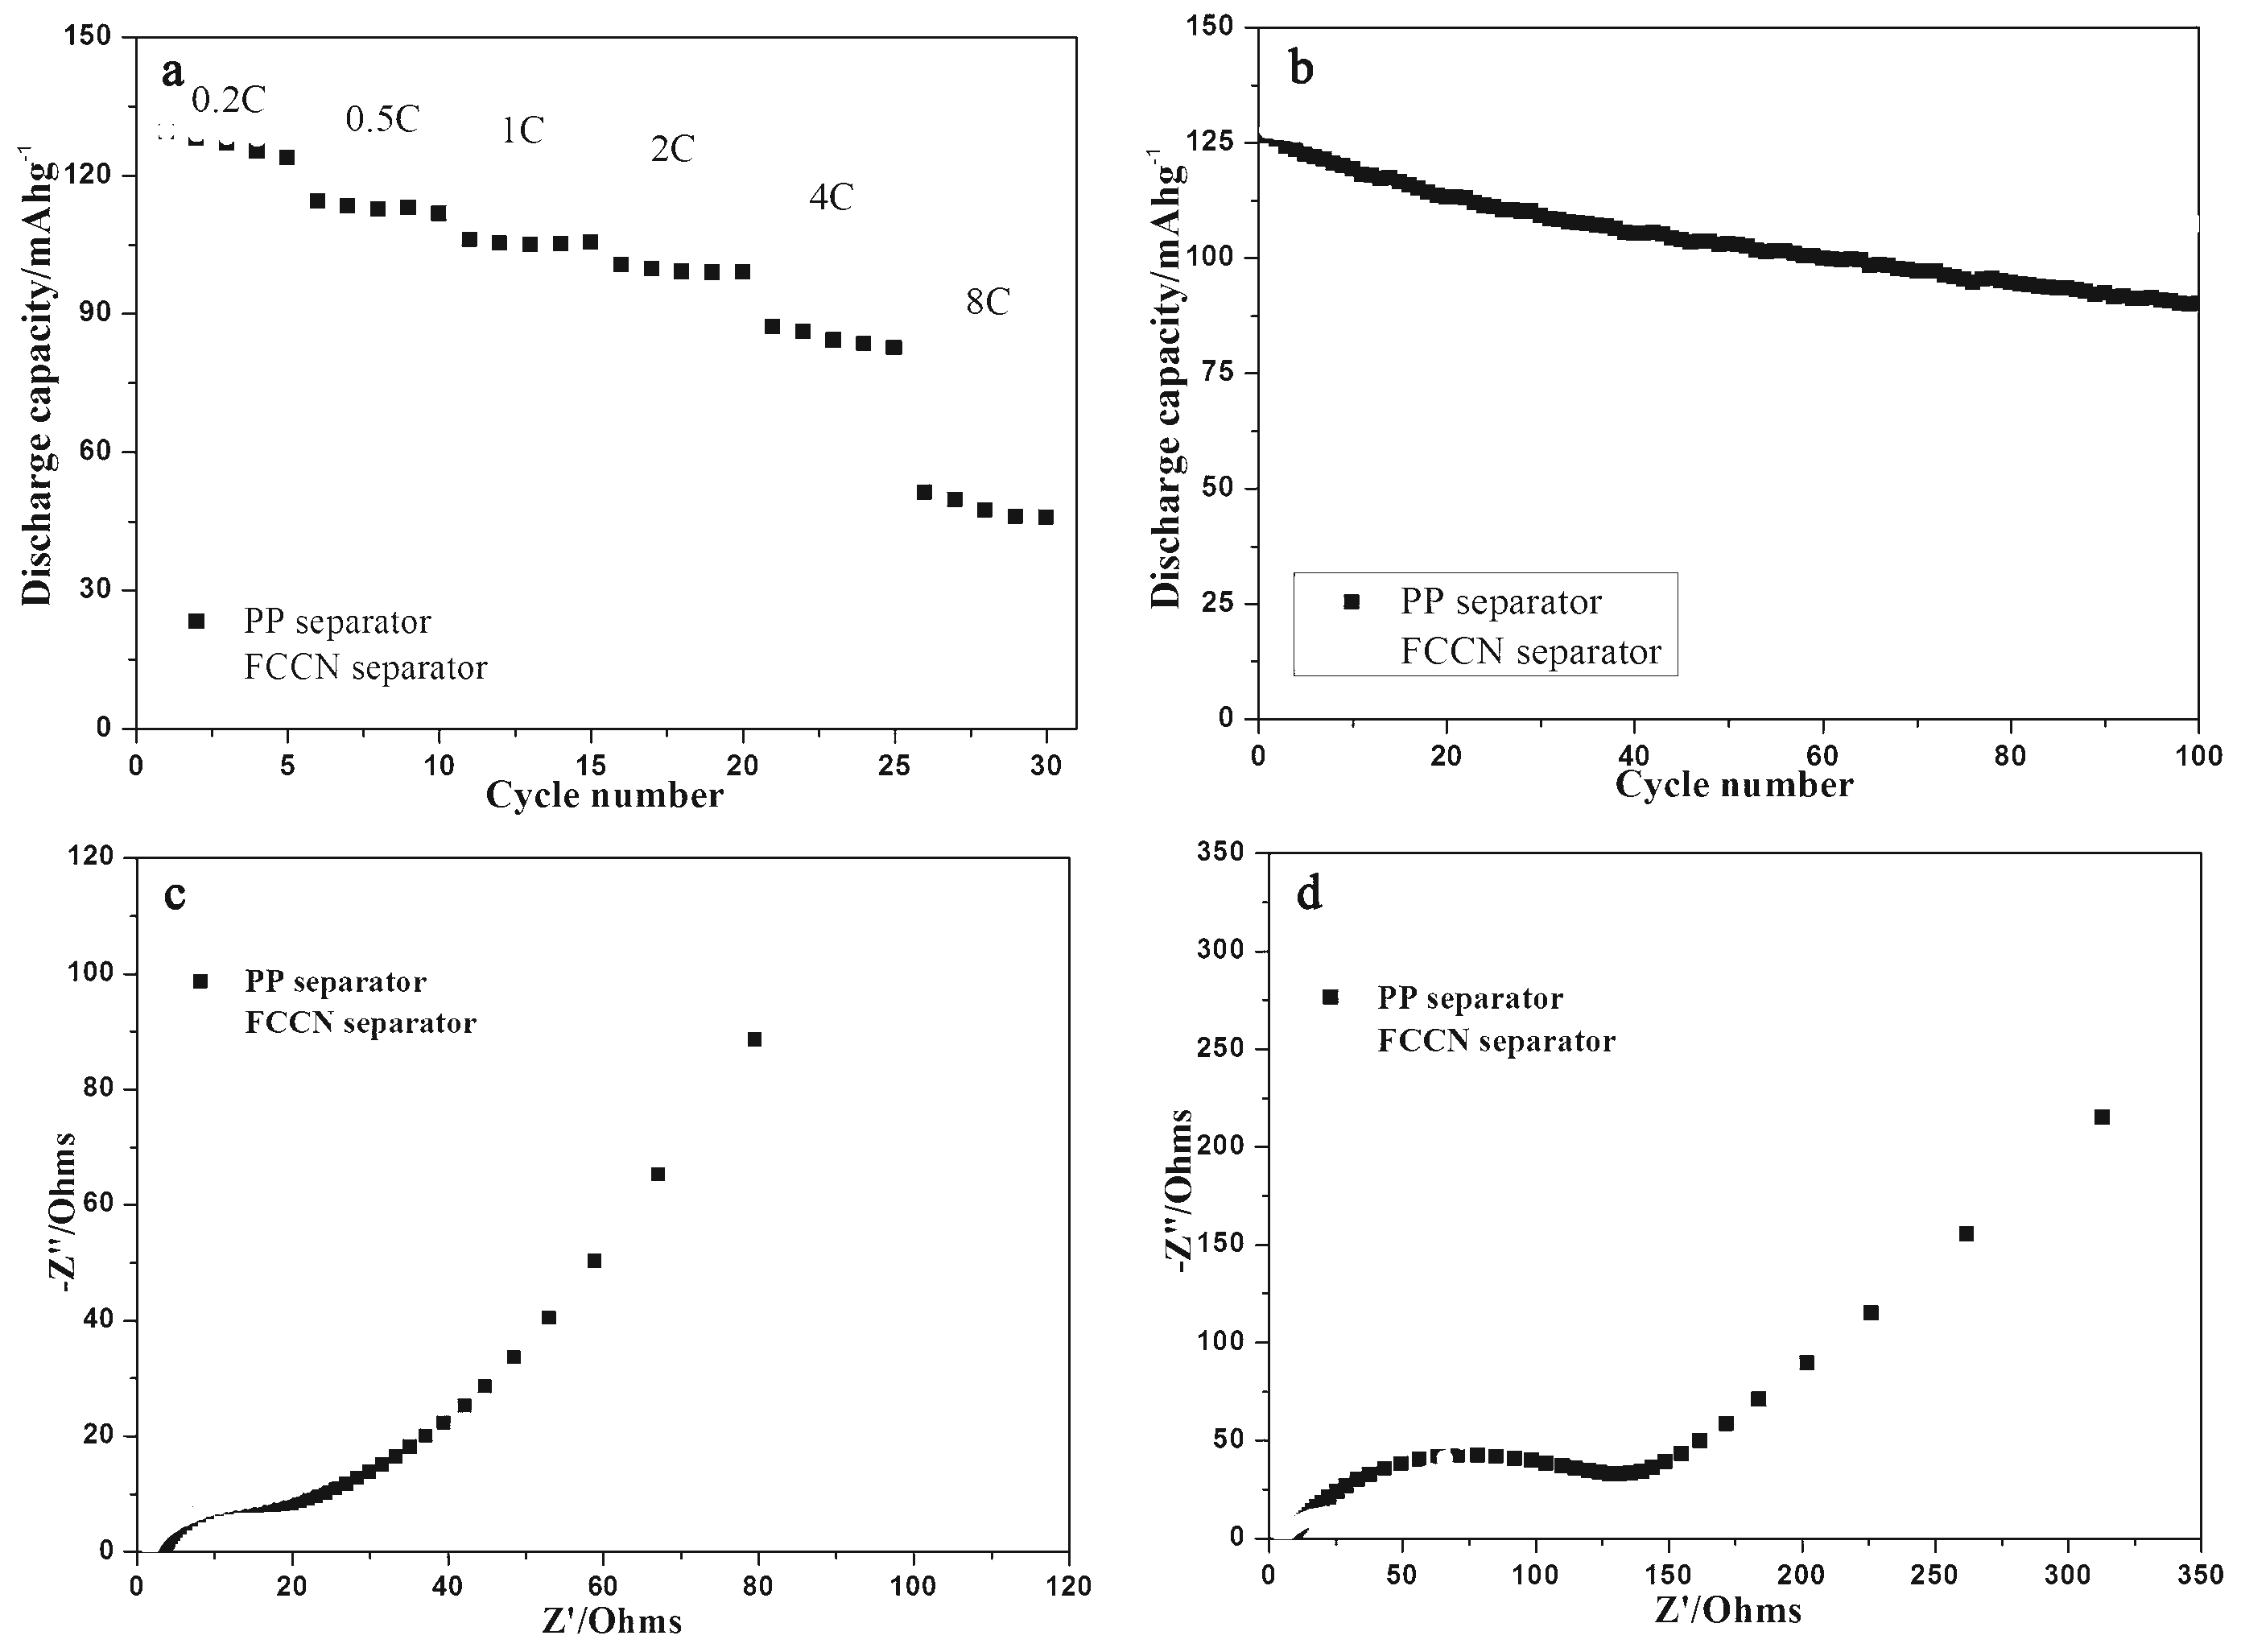 a
0.2C
0.5C
1C
2C
4C
8C
150
120
90
60
30
0
Discharge capacity/mAhg-1
PP separator
FCCN separator
0 5 10 15 20 25 30
Cycle number
b
150
125
100
75
50
25
0
Discharge capacity/mAhg-1
PP separator
FCCN separator
0 20 40 60 80 100
Cycle number
c
120
100
80
60
40
20
0
-Z''/Ohms
PP separator
FCCN separator
0 20 40 60 80 100 120
Z'/Ohms
d
350
300
250
200
150
100
50
0
-Z''/Ohms
PP separator
FCCN separator
0 50 100 150 200 250 300 350
Z'/Ohms